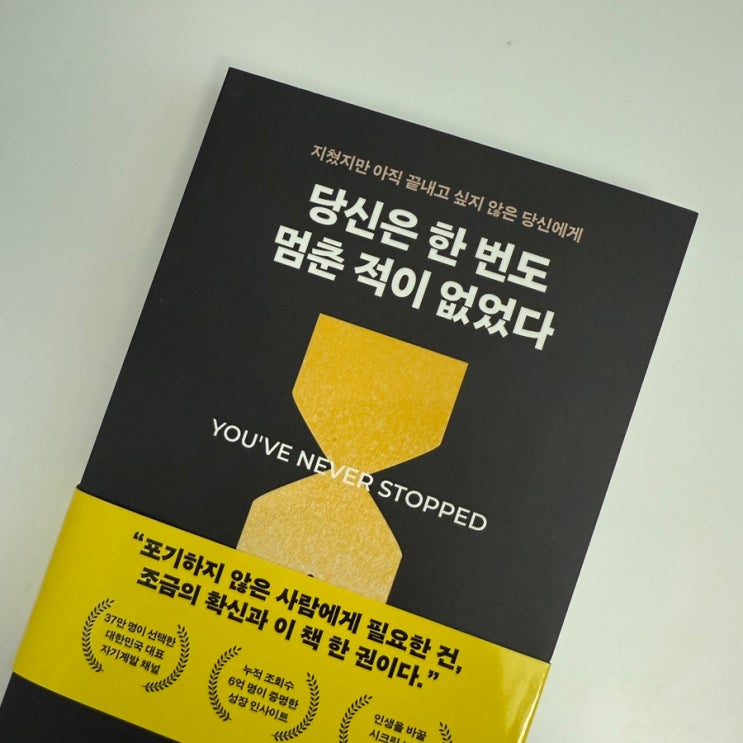 지쳤지만 아직 끝내고 싶지 않은 당신에게
당신은 한 번도
멈춘 적이 없었다
YOU'VE NEVER STOPPED
“포기하지 않은 사람에게 필요한 건,
조금의 확신과 이 책 한 권이다.”
37만 명이 선택한
대한민국 대표
자기계발 채널
누적 조회수
6억 명이 증명한
성장 인사이트
인생을 바꿀
시크릿